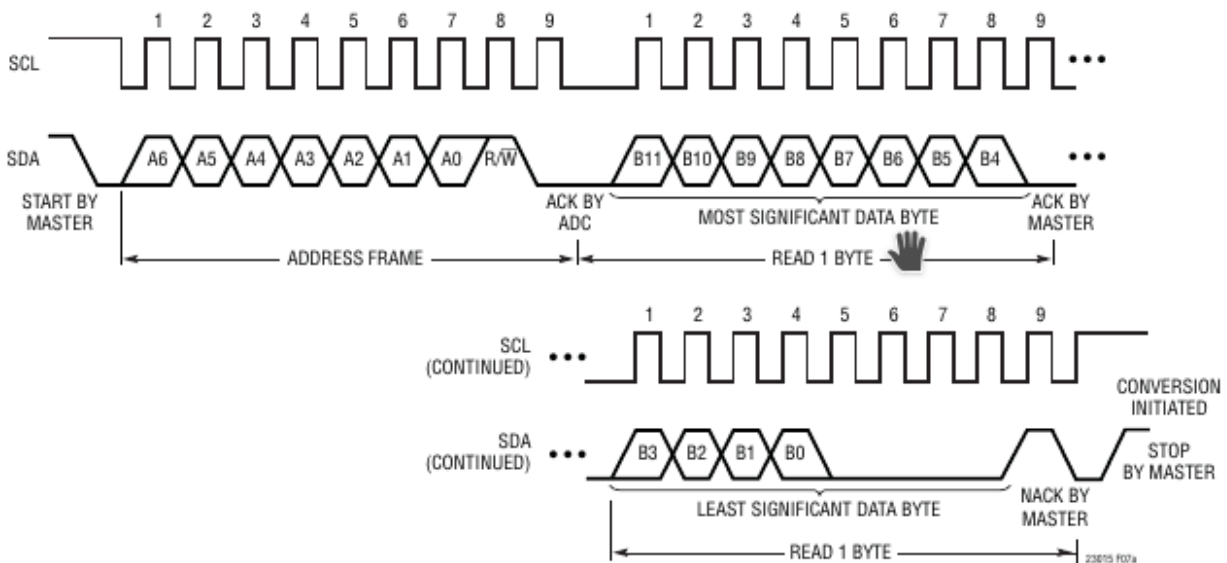 1 2 3 4 5 6 7 8 9 1 2 3 4 5 6 7 8 9
SCL
SDA A6 A5 A4 A3 A2 A1 A0 R/W̅ B11 B10 B9 B8 B7 B6 B5 B4
START BY
MASTER
ACK BY
ADC
MOST SIGNIFICANT DATA BYTE
ACK BY
MASTER
ADDRESS FRAME
READ 1 BYTE
1 2 3 4 5 6 7 8 9
SCL
(CONTINUED)
CONVERSION
INITIATED
SDA
(CONTINUED)
B3 B2 B1 B0
STOP
BY MASTER
LEAST SIGNIFICANT DATA BYTE
NACK BY
MASTER
READ 1 BYTE
23015 F07a